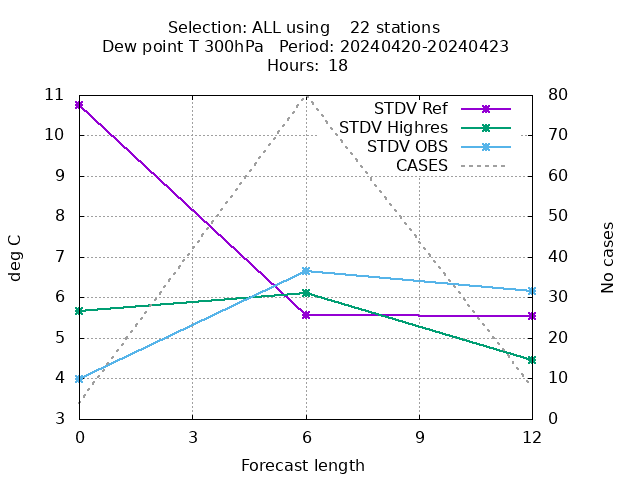 Selection: ALL using    22 stations
Dew point T 300hPa   Period: 20240420-20240423
Hours:  18
11
10
9
8
7
6
5
4
3
80
70
60
50
40
30
20
10
0
0
3
6
9
12
deg C
No cases
STDV Ref
STDV Highres
STDV OBS
CASES
Forecast length